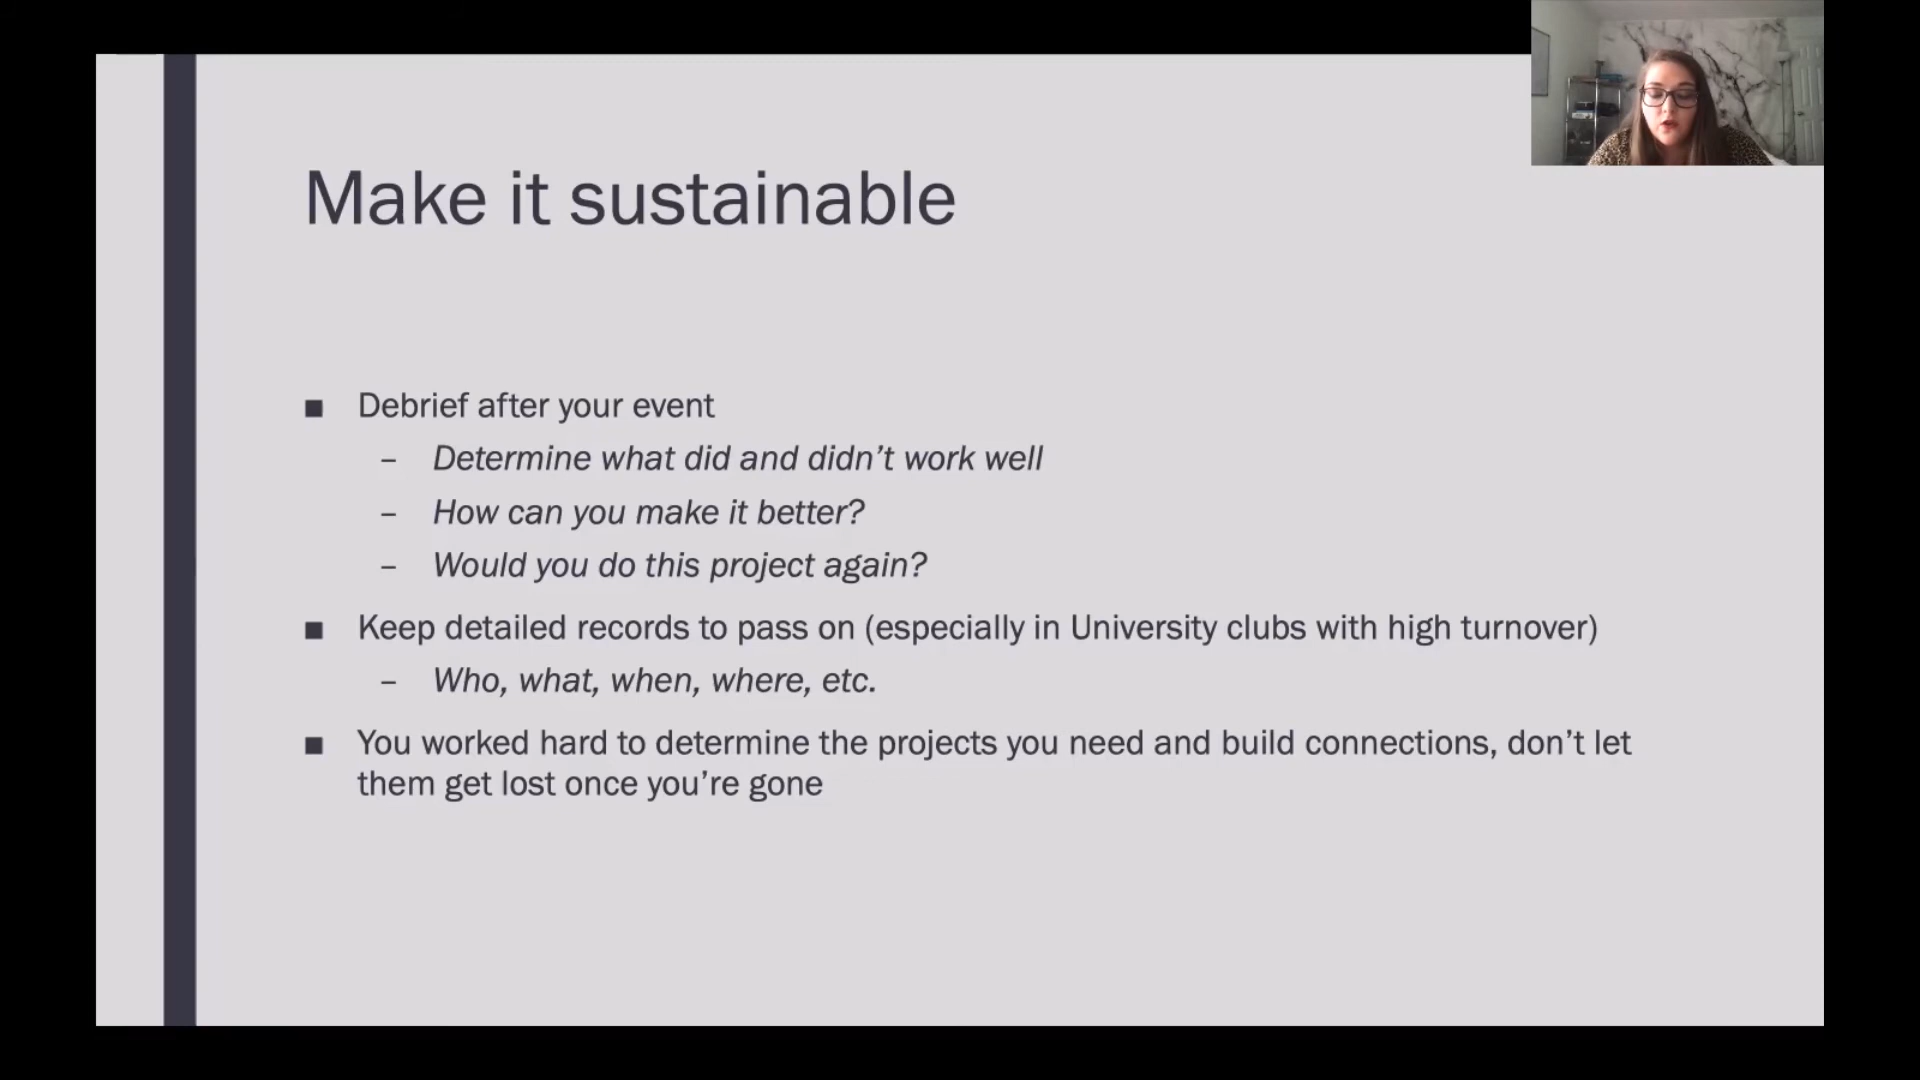 Make it sustainable
■ Debrief after your event
– Determine what did and didn’t work well
– How can you make it better?
– Would you do this project again?
■ Keep detailed records to pass on (especially in University clubs with high turnover)
– Who, what, when, where, etc.
■ You worked hard to determine the projects you need and build connections, don’t let
them get lost once you’re gone